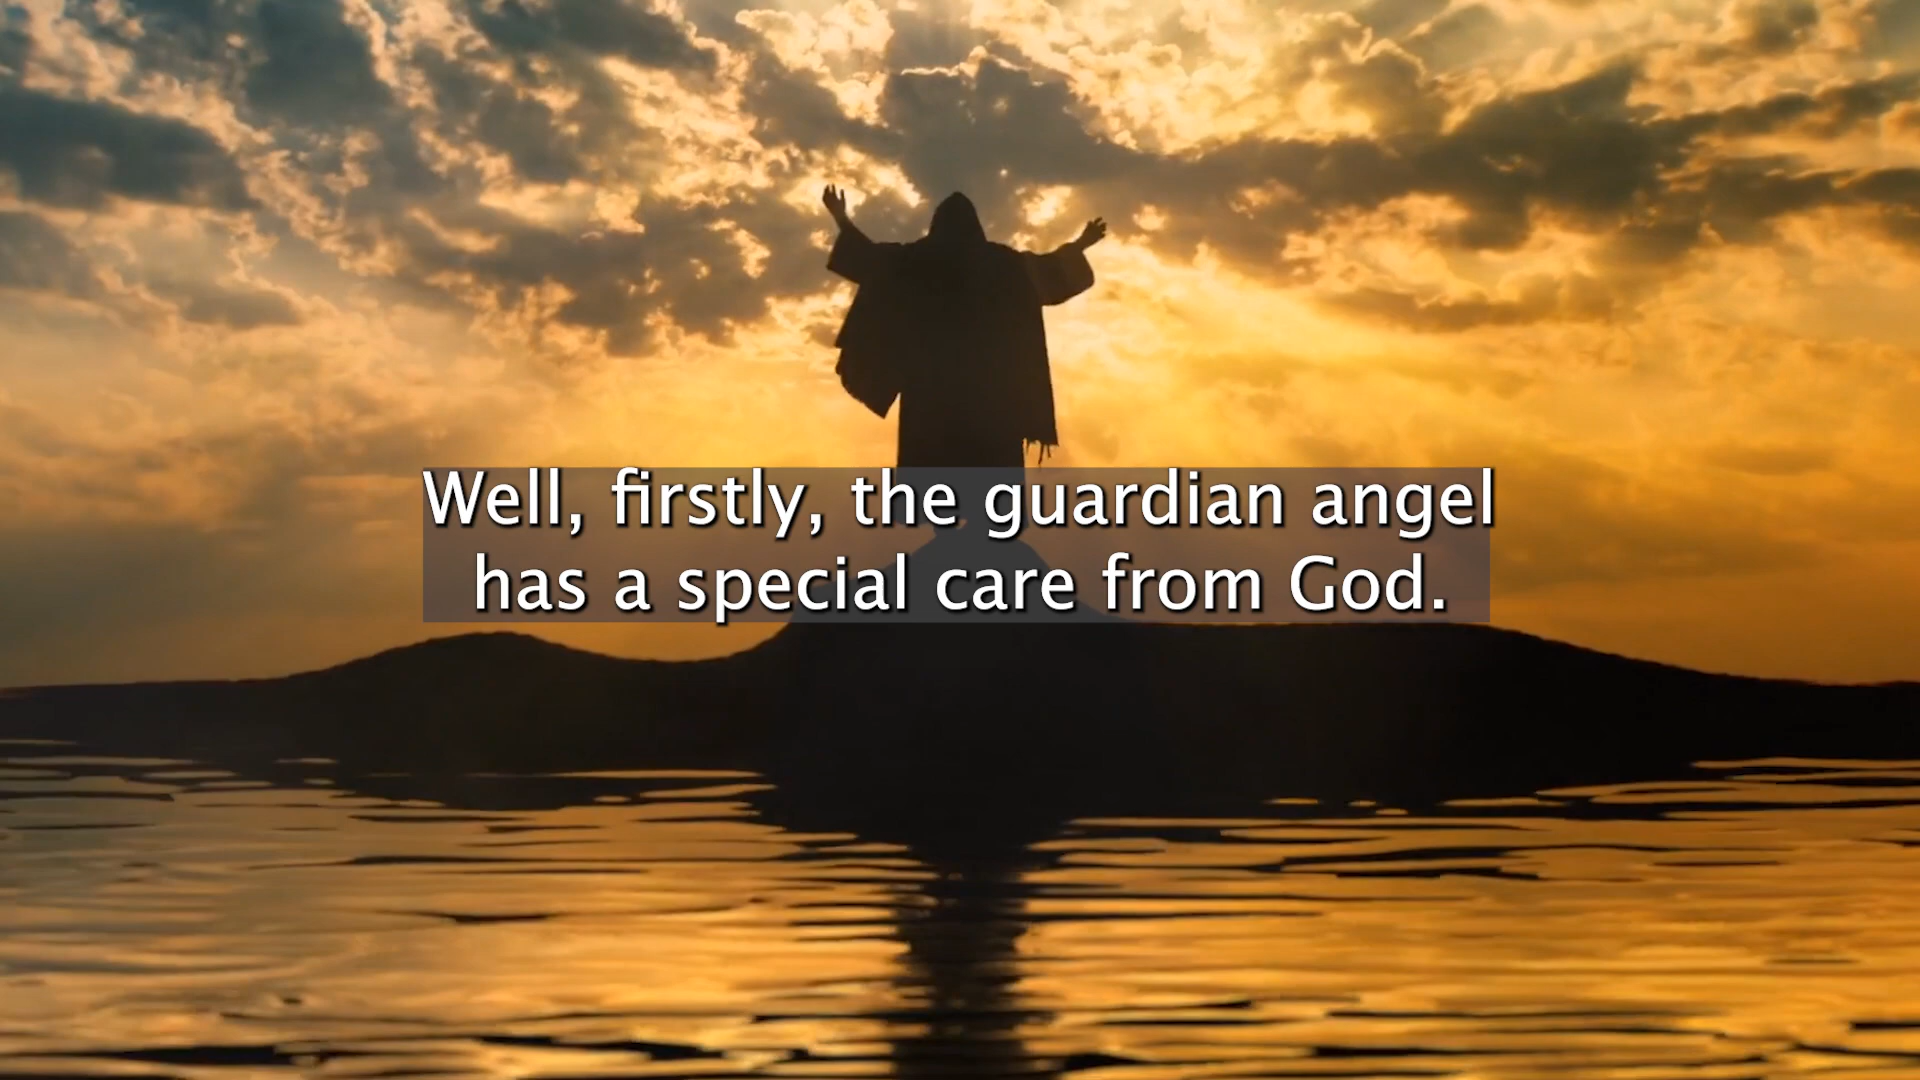 Well, firstly, the guardian angel
has a special care from God.